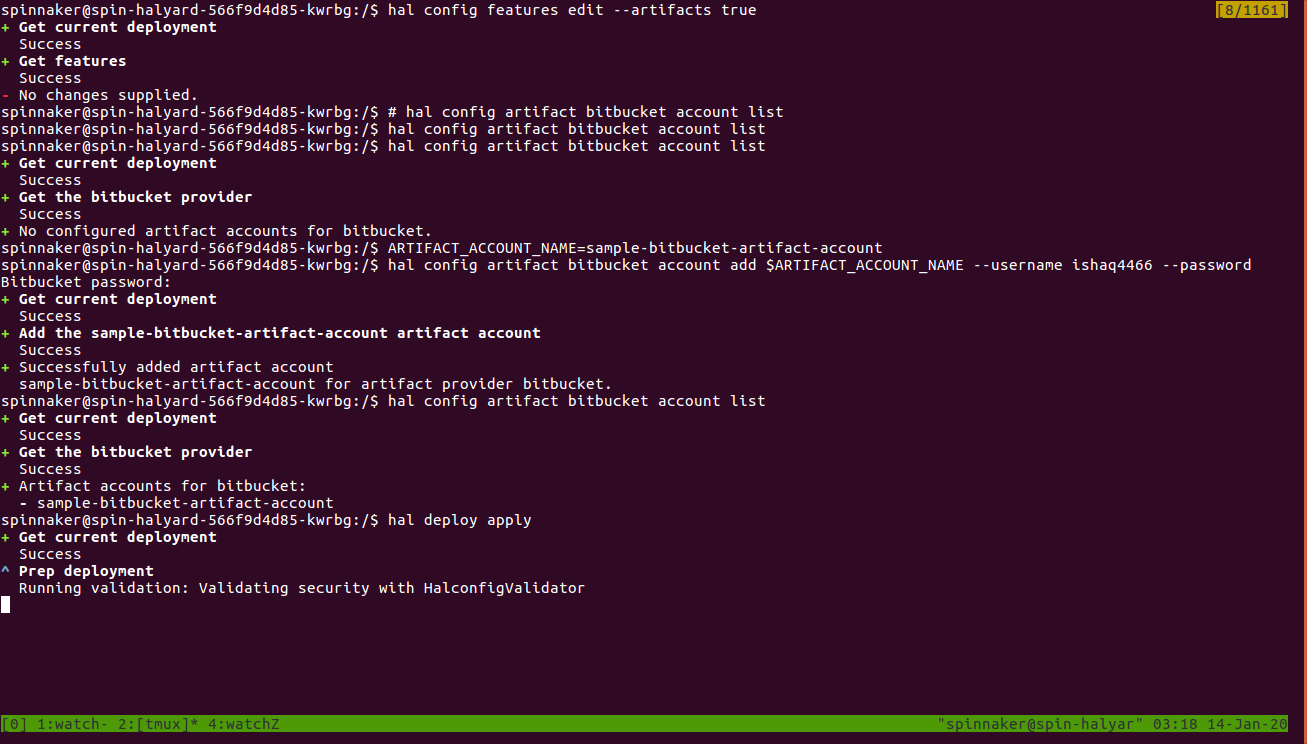 spinnaker@spin-halyard-566f9d4d85-kwrbg:/$ hal config features edit --artifacts true [8/1161]
+ Get current deployment
  Success
+ Get features
  Success
- No changes supplied.
spinnaker@spin-halyard-566f9d4d85-kwrbg:/$ # hal config artifact bitbucket account list
spinnaker@spin-halyard-566f9d4d85-kwrbg:/$ hal config artifact bitbucket account list
spinnaker@spin-halyard-566f9d4d85-kwrbg:/$ hal config artifact bitbucket account list
+ Get current deployment
  Success
+ Get the bitbucket provider
  Success
+ No configured artifact accounts for bitbucket.
spinnaker@spin-halyard-566f9d4d85-kwrbg:/$ ARTIFACT_ACCOUNT_NAME=sample-bitbucket-artifact-account
spinnaker@spin-halyard-566f9d4d85-kwrbg:/$ hal config artifact bitbucket account add $ARTIFACT_ACCOUNT_NAME --username ishaq4466 --password
Bitbucket password:
+ Get current deployment
  Success
+ Add the sample-bitbucket-artifact-account artifact account
  Success
+ Successfully added artifact account
  sample-bitbucket-artifact-account for artifact provider bitbucket.
spinnaker@spin-halyard-566f9d4d85-kwrbg:/$ hal config artifact bitbucket account list
+ Get current deployment
  Success
+ Get the bitbucket provider
  Success
+ Artifact accounts for bitbucket:
  - sample-bitbucket-artifact-account
spinnaker@spin-halyard-566f9d4d85-kwrbg:/$ hal deploy apply
+ Get current deployment
  Success
^ Prep deployment
  Running validation: Validating security with HalconfigValidator
[0] 1:watch- 2:[tmux]* 4:watchZ "spinnaker@spin-halyar" 03:18 14-Jan-20